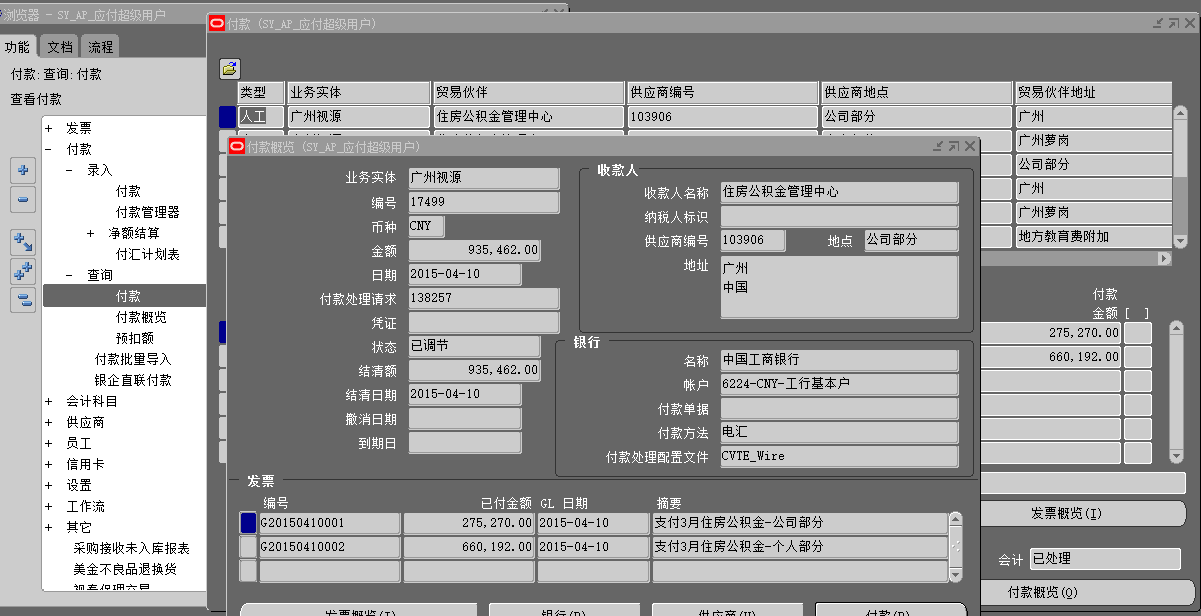 浏览器 - SY_AP_应付超级用户
功能 文档 流程
付款: 查询: 付款
查看付款
+ 发票
- 付款
- 录入
付款
付款管理器
+ 净额结算
付汇计划表
- 查询
付款
付款概览
预扣额
付款批量导入
银企直联付款
+ 会计科目
+ 供应商
+ 员工
+ 信用卡
+ 设置
+ 工作流
+ 其它
采购接收未入库报表
美金不良品退换货
付款 (SY_AP_应付超级用户)
类型 业务实体 贸易伙伴 供应商编号 供应商地点 贸易伙伴地址
人工 广州视源 住房公积金管理中心 103906 公司部分 广州
广州萝岗
公司部分
广州
广州萝岗
地方教育费附加
付款概览 (SY_AP_应付超级用户)
业务实体 广州视源
编号 17499
币种 CNY
金额 935,462.00
日期 2015-04-10
付款处理请求 138257
凭证
状态 已调节
结清额 935,462.00
结清日期 2015-04-10
撤消日期
到期日
收款人
收款人名称 住房公积金管理中心
纳税人标识
供应商编号 103906 地点 公司部分
地址 广州
中国
银行
名称 中国工商银行
帐户 6224-CNY-工行基本户
付款单据
付款方法 电汇
付款处理配置文件 CVTE_Wire
发票
编号 已付金额 GL 日期 摘要
G20150410001 275,270.00 2015-04-10 支付3月住房公积金-公司部分
G20150410002 660,192.00 2015-04-10 支付3月住房公积金-个人部分
发票概览(I) 银行(B) 供应商(U) 付款(P)
付款
金额 [ ]
275,270.00
660,192.00
发票概览(I)
会计 已处理
付款概览(Q)